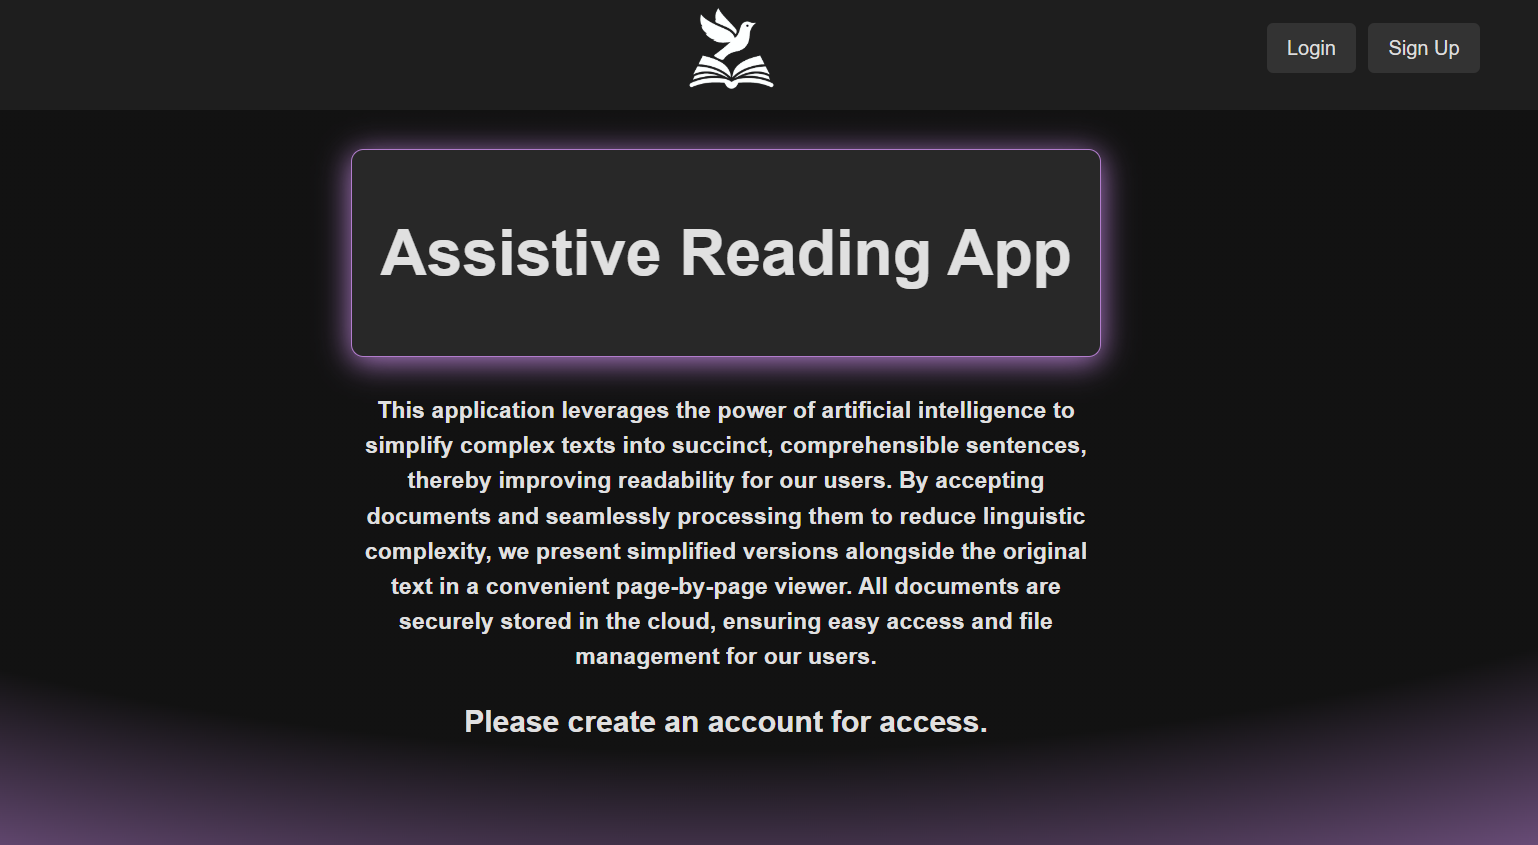 Login
Sign Up
Assistive Reading App
This application leverages the power of artificial intelligence to
simplify complex texts into succinct, comprehensible sentences,
thereby improving readability for our users. By accepting
documents and seamlessly processing them to reduce linguistic
complexity, we present simplified versions alongside the original
text in a convenient page-by-page viewer. All documents are
securely stored in the cloud, ensuring easy access and file
management for our users.
Please create an account for access.